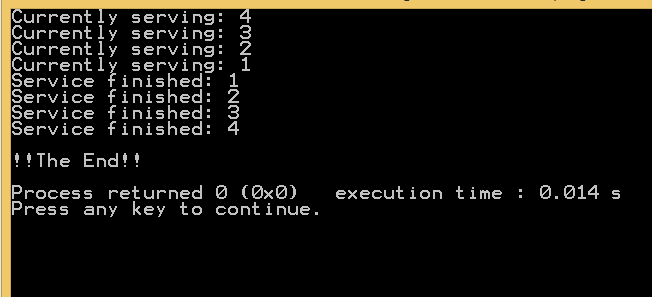 Currently serving: 4
Currently serving: 3
Currently serving: 2
Currently serving: 1
Service finished: 1
Service finished: 2
Service finished: 3
Service finished: 4
!!The End!!
Process returned 0 (0x0)   execution time : 0.014 s
Press any key to continue.